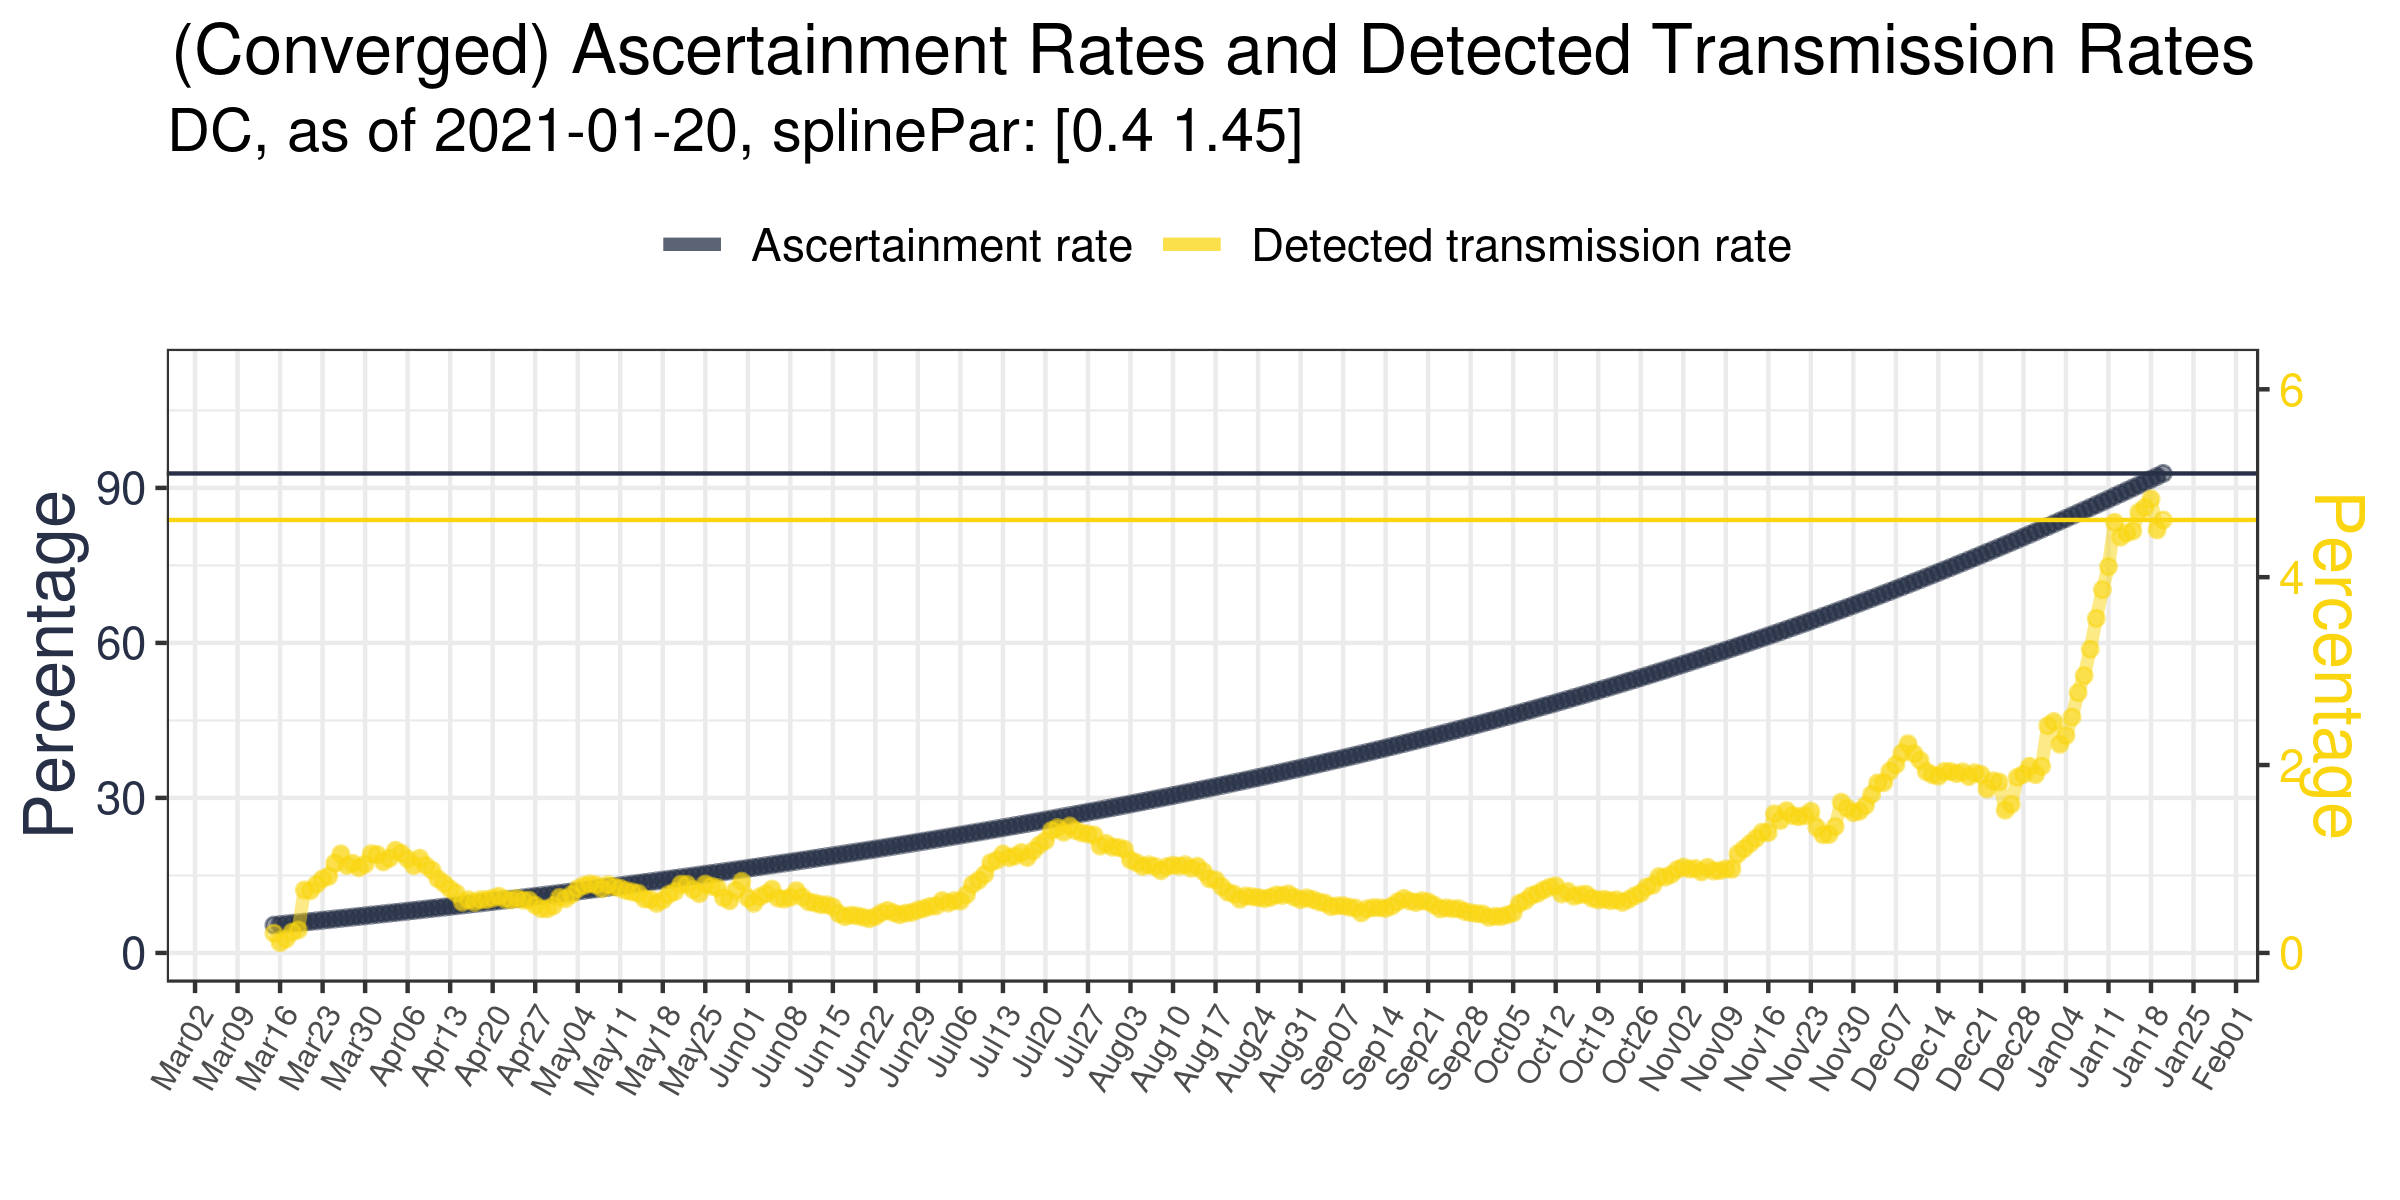 (Converged) Ascertainment Rates and Detected Transmission Rates
DC, as of 2021-01-20, splinePar: [0.4 1.45]
Ascertainment rate Detected transmission rate
Percentage
90
60
30
0
6
4
2
0
Percentage
Mar02 Mar09 Mar16 Mar23 Mar30 Apr06 Apr13 Apr20 Apr27 May04 May11 May18 May25 Jun01 Jun08 Jun15 Jun22 Jun29 Jul06 Jul13 Jul20 Jul27 Aug03 Aug10 Aug17 Aug24 Aug31 Sep07 Sep14 Sep21 Sep28 Oct05 Oct12 Oct19 Oct26 Nov02 Nov09 Nov16 Nov23 Nov30 Dec07 Dec14 Dec21 Dec28 Jan04 Jan11 Jan18 Jan25 Feb01